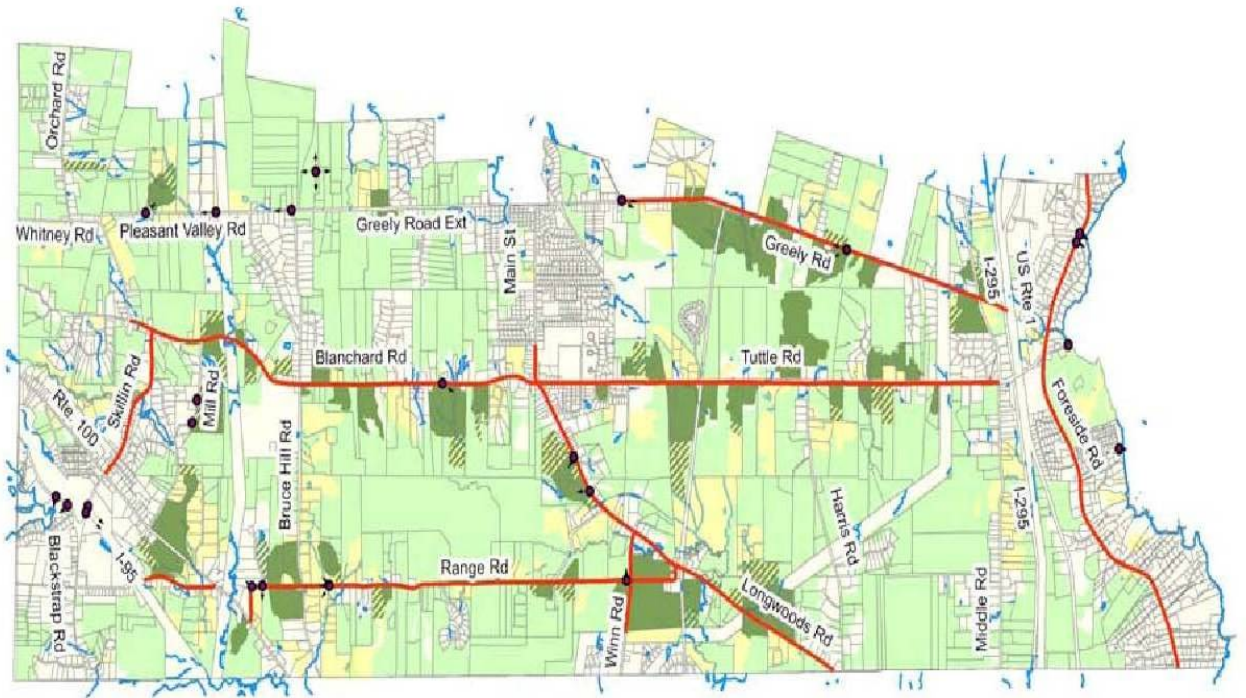 Orchard Rd
Whitney Rd
Pleasant Valley Rd
Greely Road Ext
Main St
Greely Rd
I-295
US Rte 1
Skillin Rd
Rte. 100
Mill Rd
Blanchard Rd
Tuttle Rd
Foreside Rd
Bruce Hill Rd
Blackstrap Rd
I-95
Range Rd
Winn Rd
Longwoods Rd
Harris Rd
Middle Rd
I-295